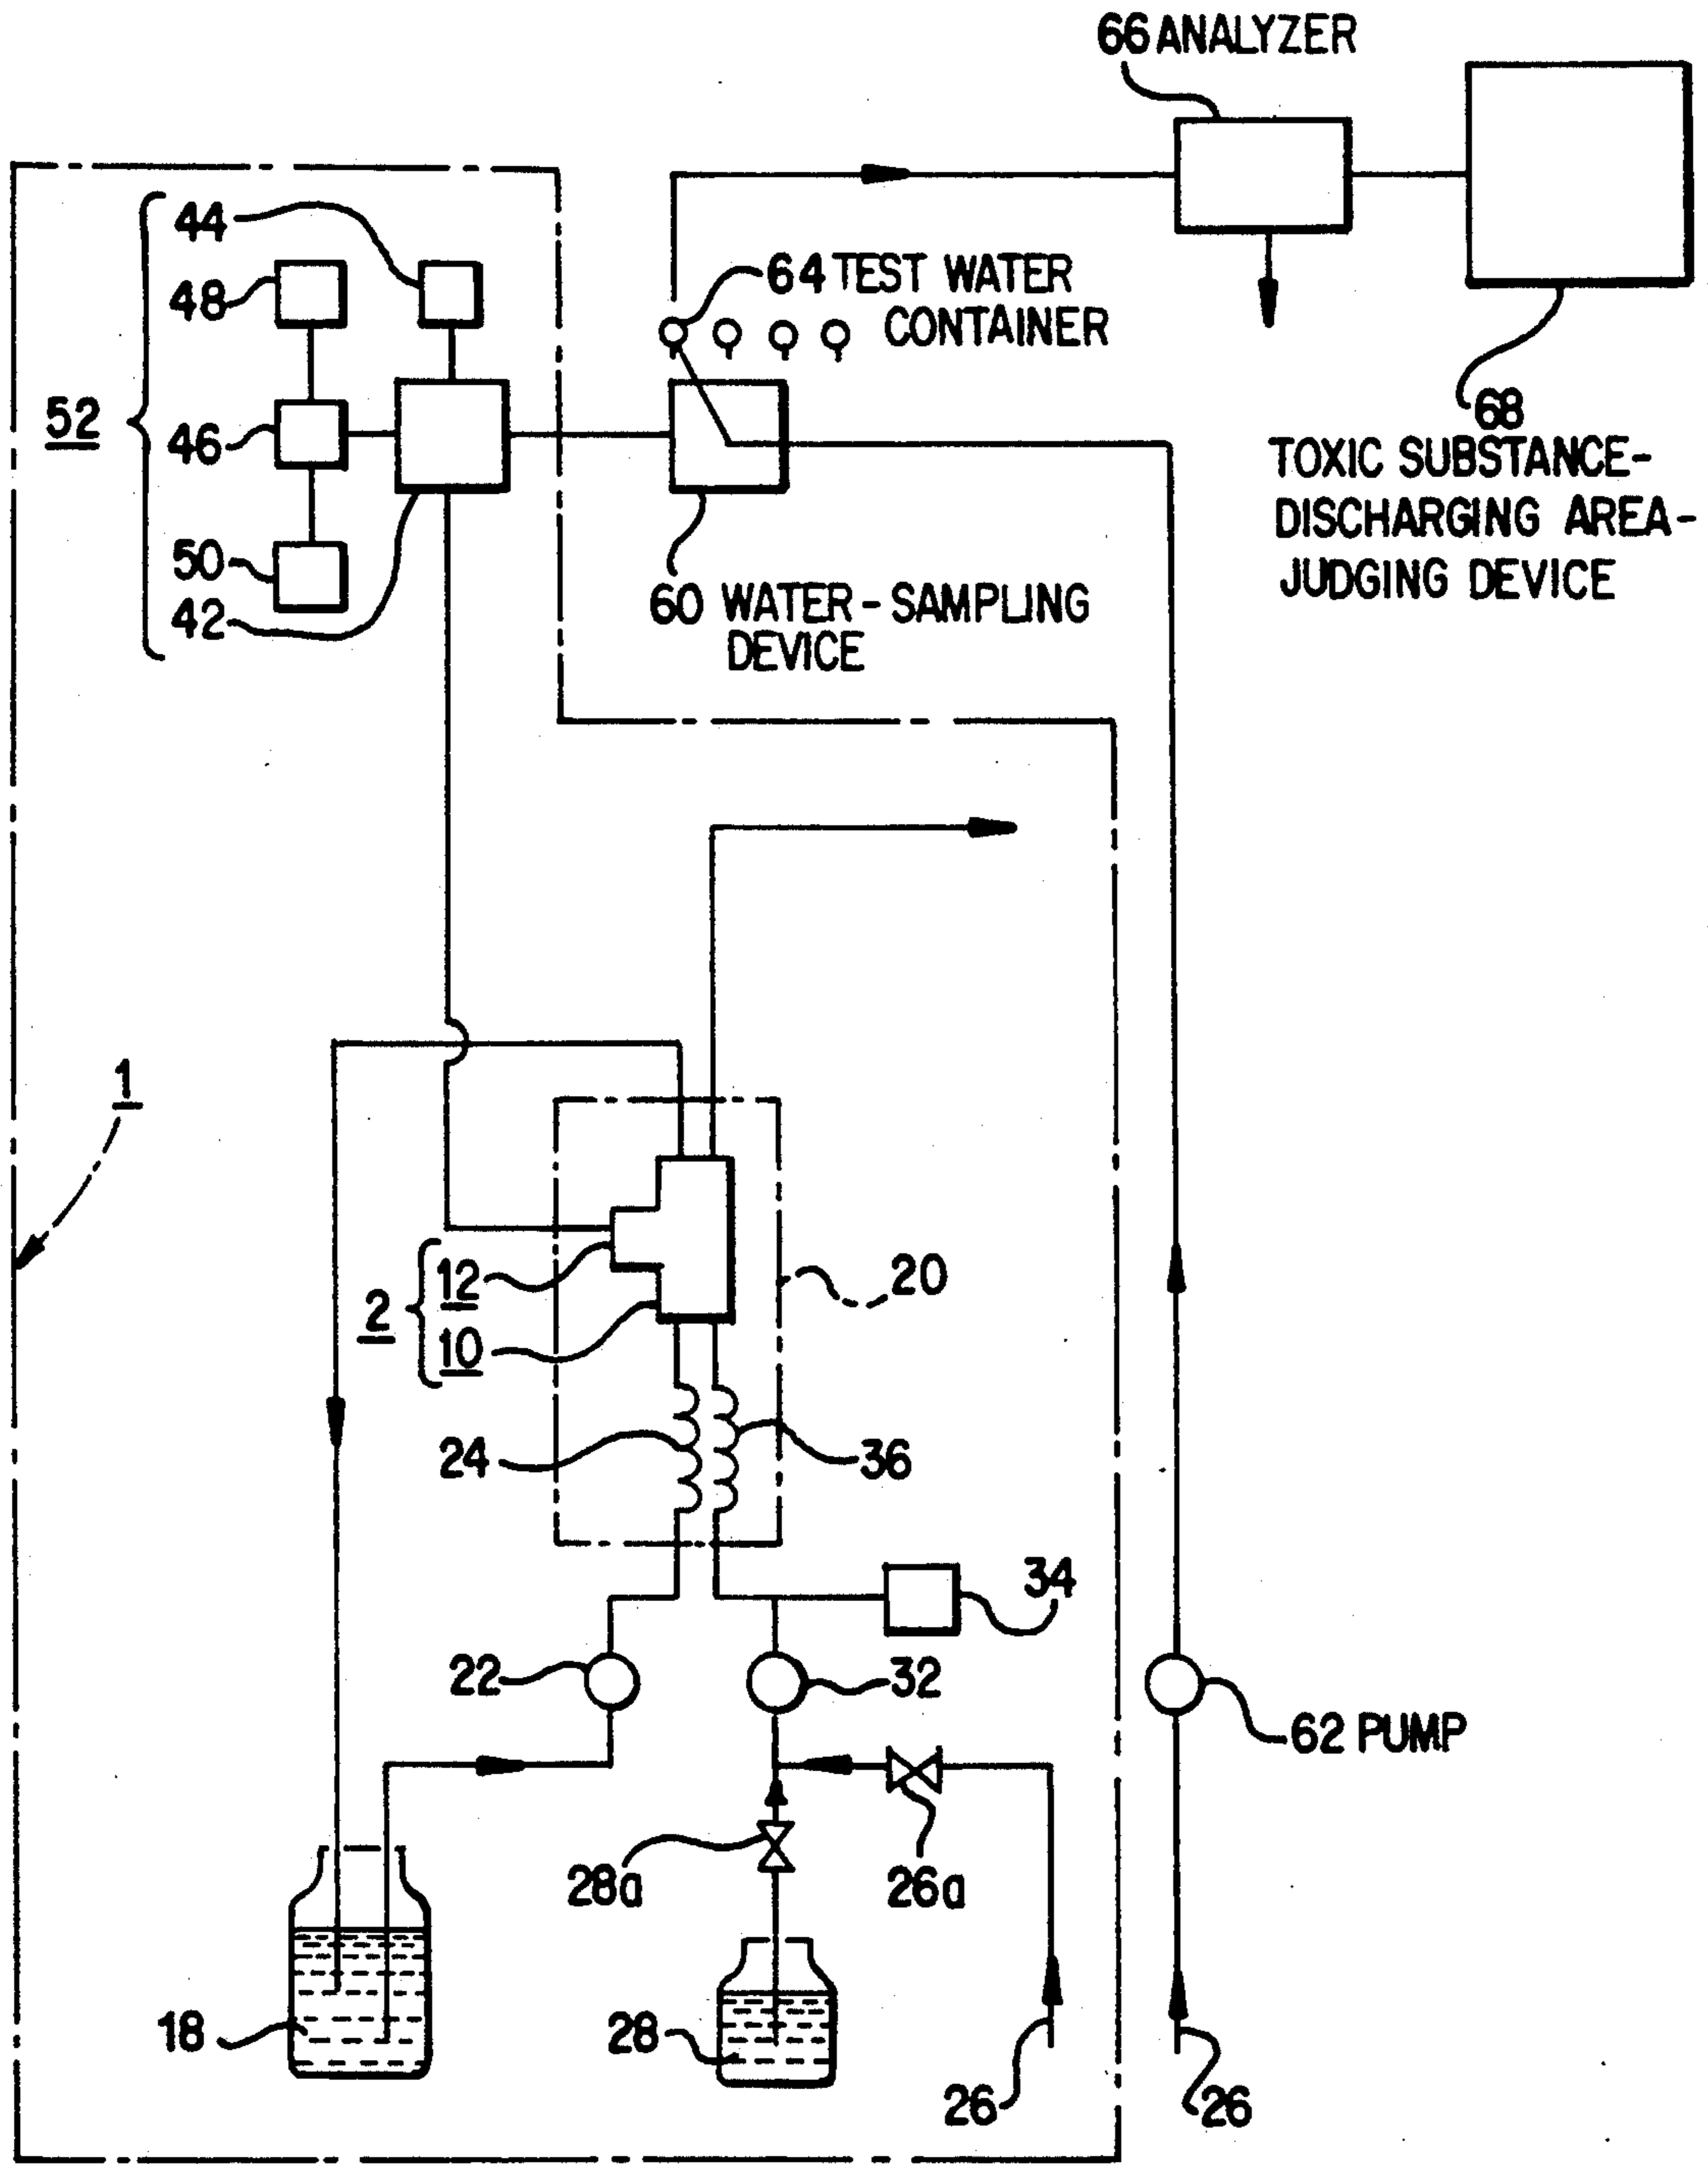 66 ANALYZER
44
64 TEST WATER
CONTAINER
48
52
46
68
TOXIC SUBSTANCE-
DISCHARGING AREA-
JUDGING DEVICE
50
42
60 WATER-SAMPLING
DEVICE
1
20
12
2
10
24
36
34
22
32
62 PUMP
28a
26a
18
28
26
26